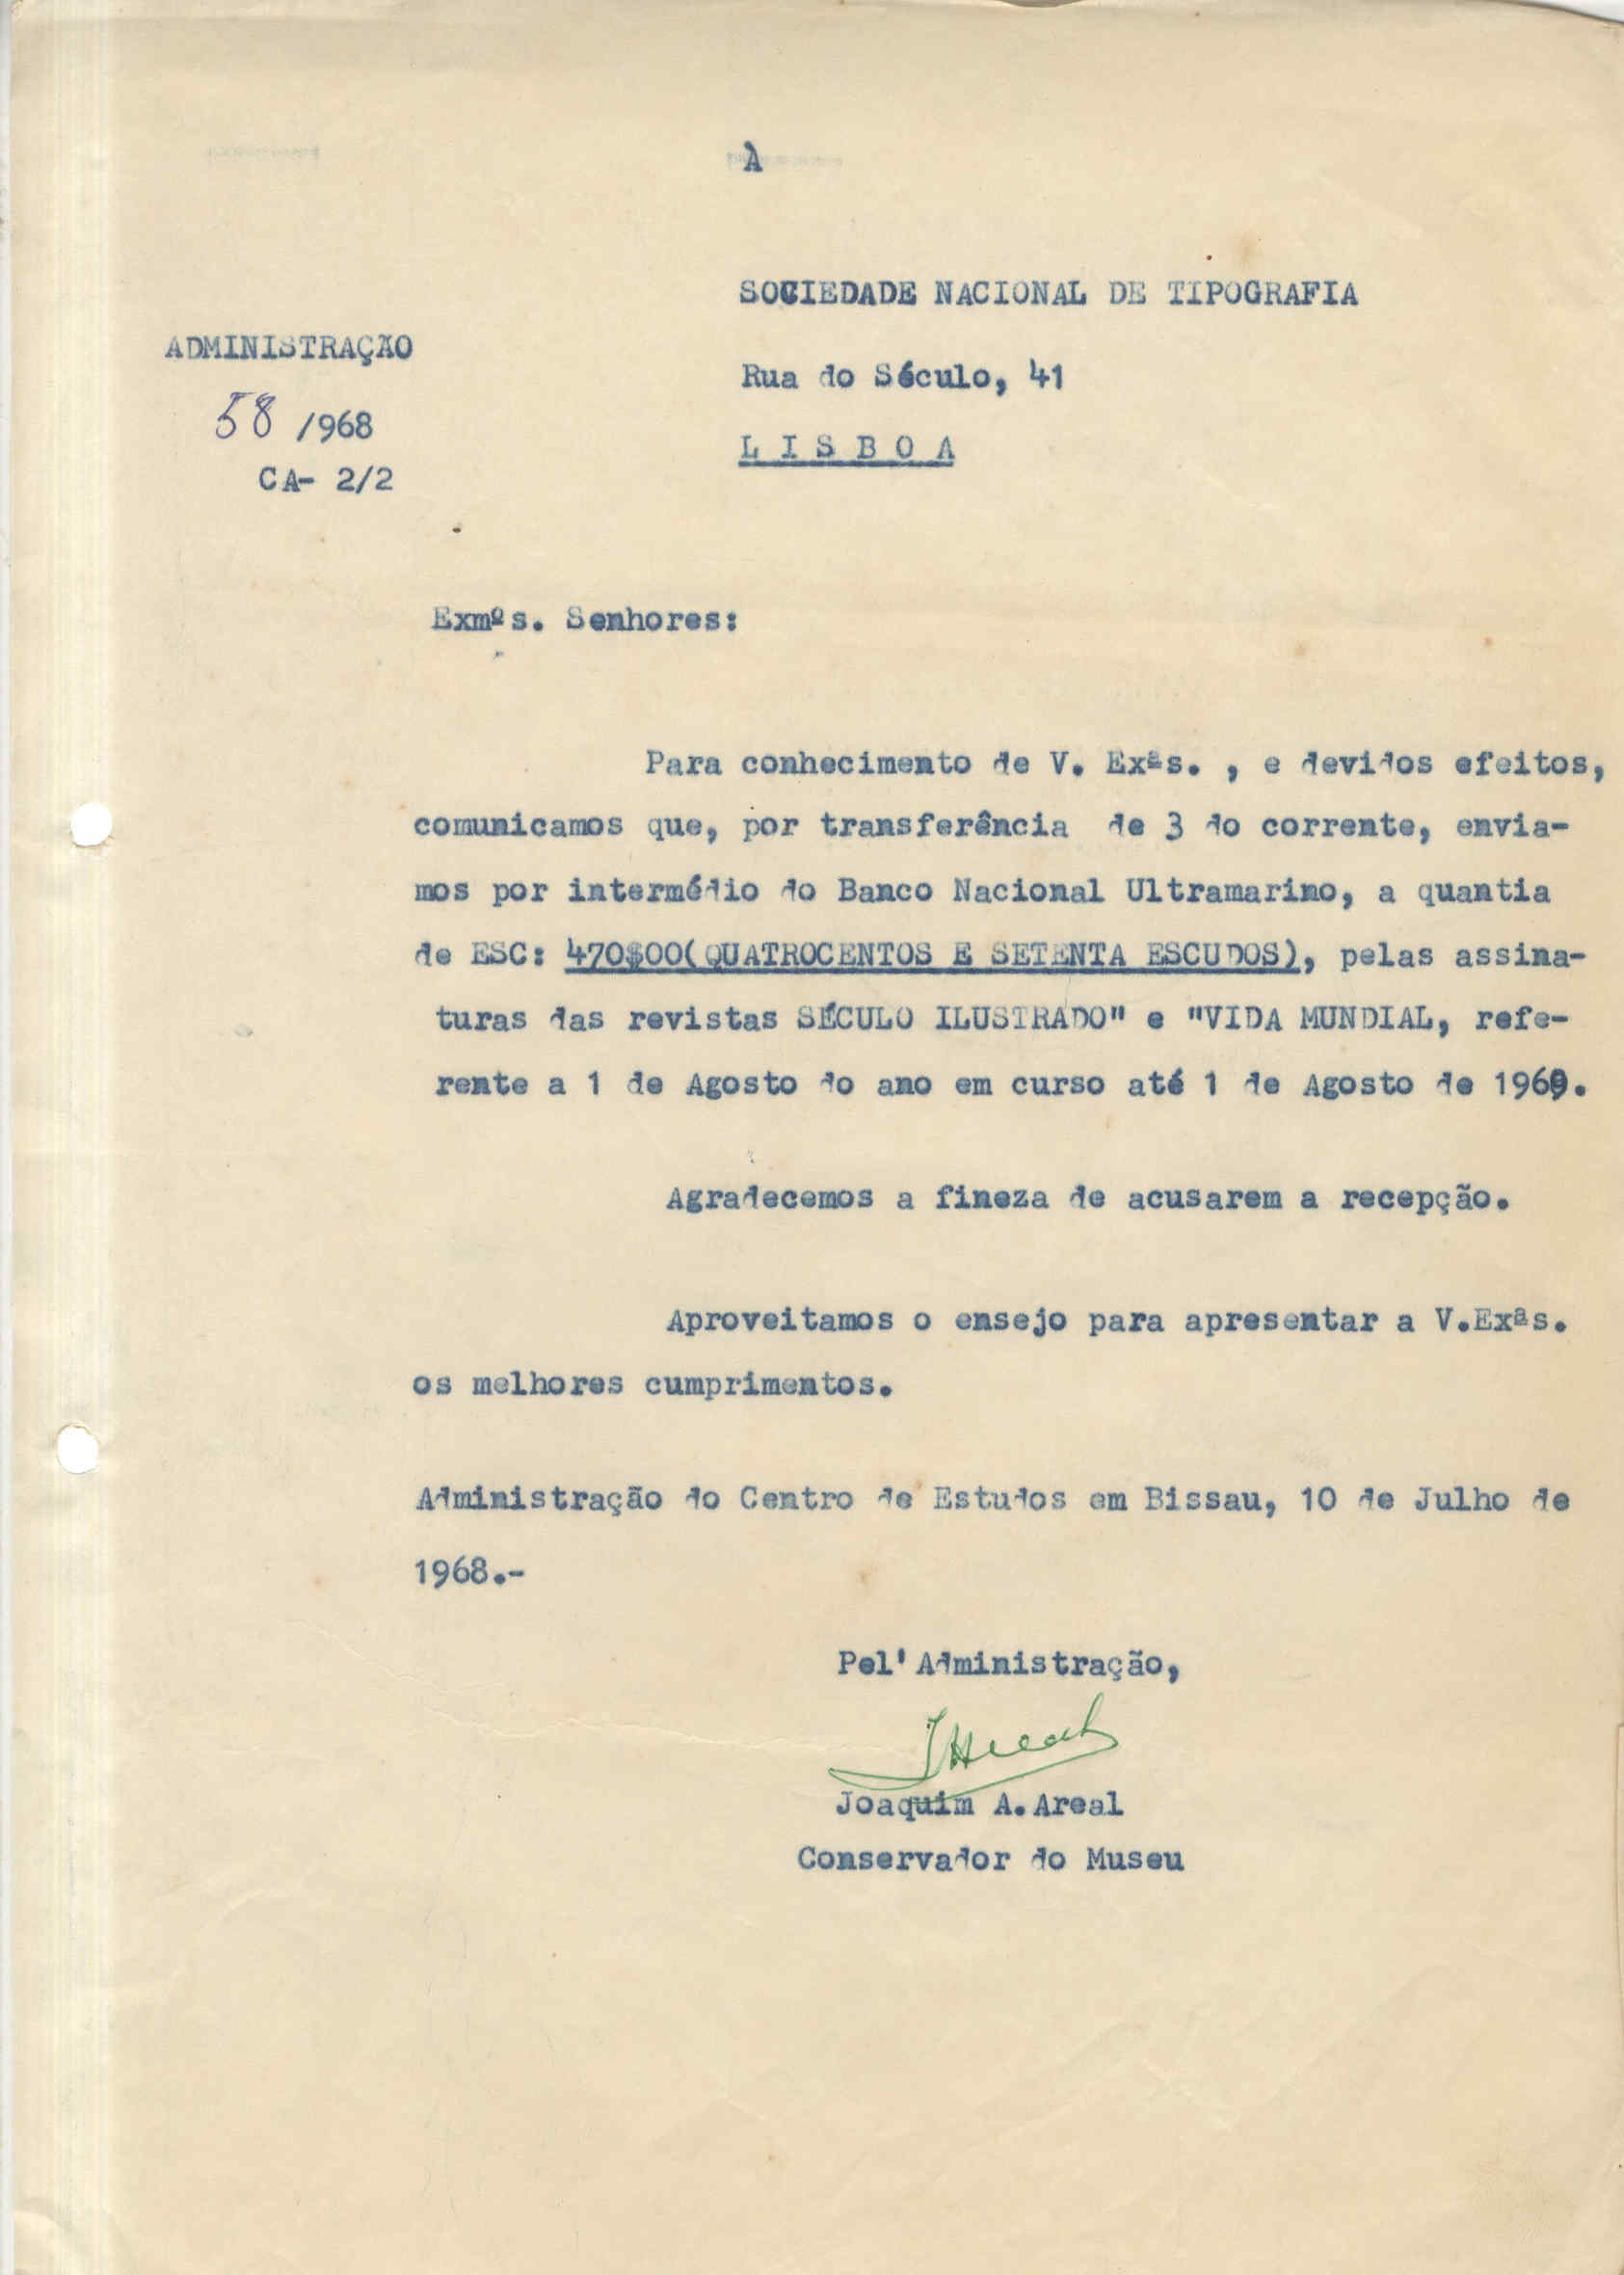 À
SOCIEDADE NACIONAL DE TIPOGRAFIA
ADMINISTRAÇÃO
Rua do Século, 41
58 /968
L I S B O A
CA- 2/2
Exmºs. Senhores:
Para conhecimento de V. Exªs. , e devidos efeitos,
comunicamos que, por transferência de 3 do corrente, envia-
mos por intermédio do Banco Nacional Ultramarino, a quantia
de ESC: 470$00(QUATROCENTOS E SETENTA ESCUDOS), pelas assina-
turas das revistas SÉCULO ILUSTRADO" e "VIDA MUNDIAL, refe-
rente a 1 de Agosto do ano em curso até 1 de Agosto de 1969.
Agradecemos a fineza de acusarem a recepção.
Aproveitamos o ensejo para apresentar a V.Exªs.
os melhores cumprimentos.
Administração do Centro de Estudos em Bissau, 10 de Julho de
1968.-
Pel' Administração,
JAreal
Joaquim A. Areal
Conservador do Museu